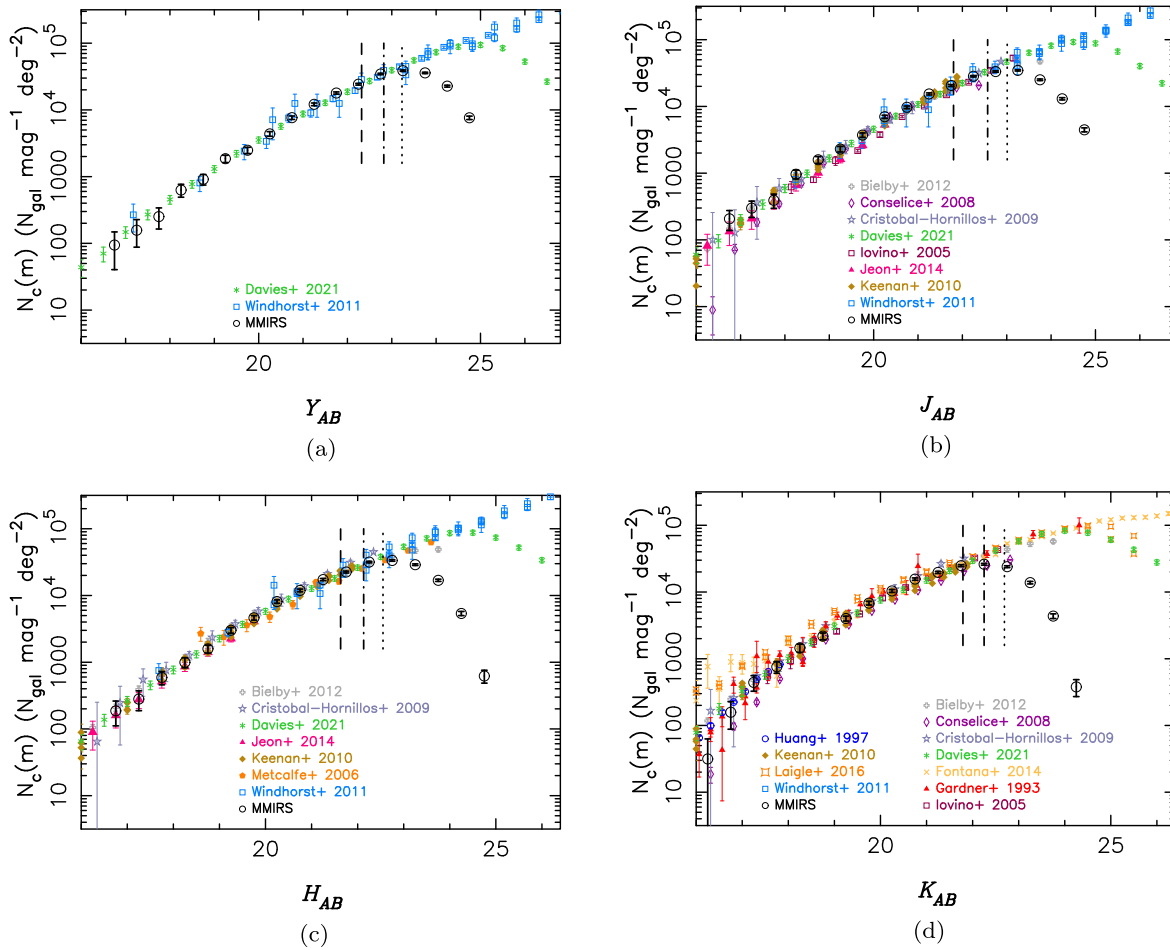 N_c(m) (N_gal mag^−1 deg^−2)
10^5
10^4
1000
100
10
Davies+ 2021
Windhorst+ 2011
MMIRS
20
25
Y_AB
(a)
N_c(m) (N_gal mag^−1 deg^−2)
10^5
10^4
1000
100
10
Bielby+ 2012
Conselice+ 2008
Cristobal−Hornillos+ 2009
Davies+ 2021
Iovino+ 2005
Jeon+ 2014
Keenan+ 2010
Windhorst+ 2011
MMIRS
20
25
J_AB
(b)
N_c(m) (N_gal mag^−1 deg^−2)
10^5
10^4
1000
100
10
Bielby+ 2012
Cristobal−Hornillos+ 2009
Davies+ 2021
Jeon+ 2014
Keenan+ 2010
Metcalfe+ 2006
Windhorst+ 2011
MMIRS
20
25
H_AB
(c)
N_c(m) (N_gal mag^−1 deg^−2)
10^5
10^4
1000
100
10
Huang+ 1997
Keenan+ 2010
Laigle+ 2016
Windhorst+ 2011
MMIRS
Bielby+ 2012
Conselice+ 2008
Cristobal−Hornillos+ 2009
Davies+ 2021
Fontana+ 2014
Gardner+ 1993
Iovino+ 2005
20
25
K_AB
(d)